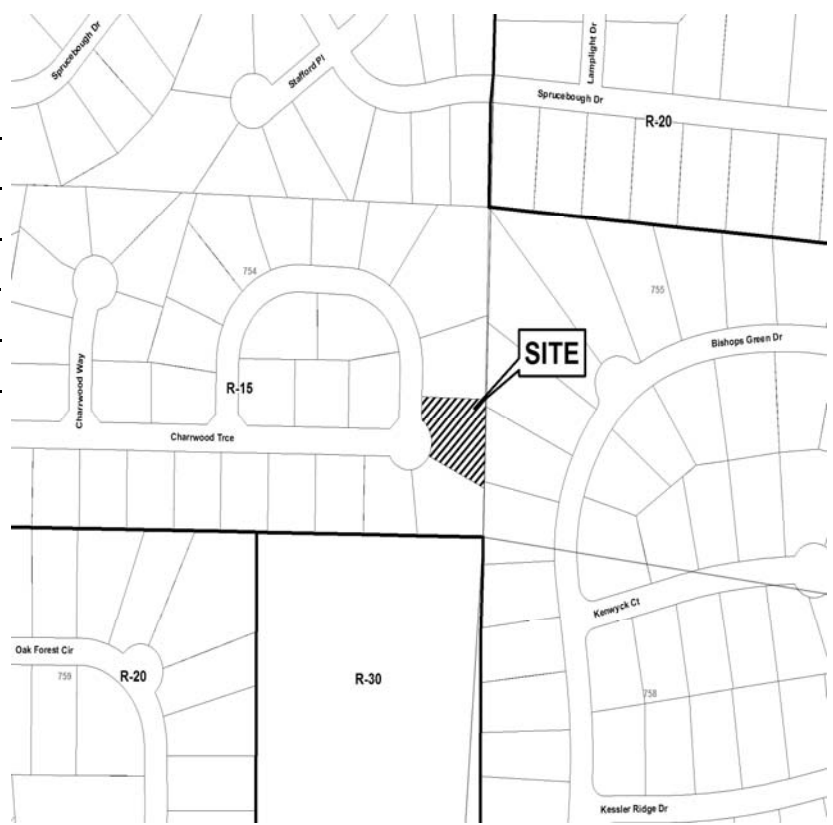 Sprucebough Dr
Stafford Pl
Lamplight Dr
Sprucebough Dr
R-20
754
755
Bishops Green Dr
SITE
Charrwood Way
R-15
Charrwood Trce
Kenwyck Ct
Oak Forest Cir
759
R-20
R-30
758
Kessler Ridge Dr